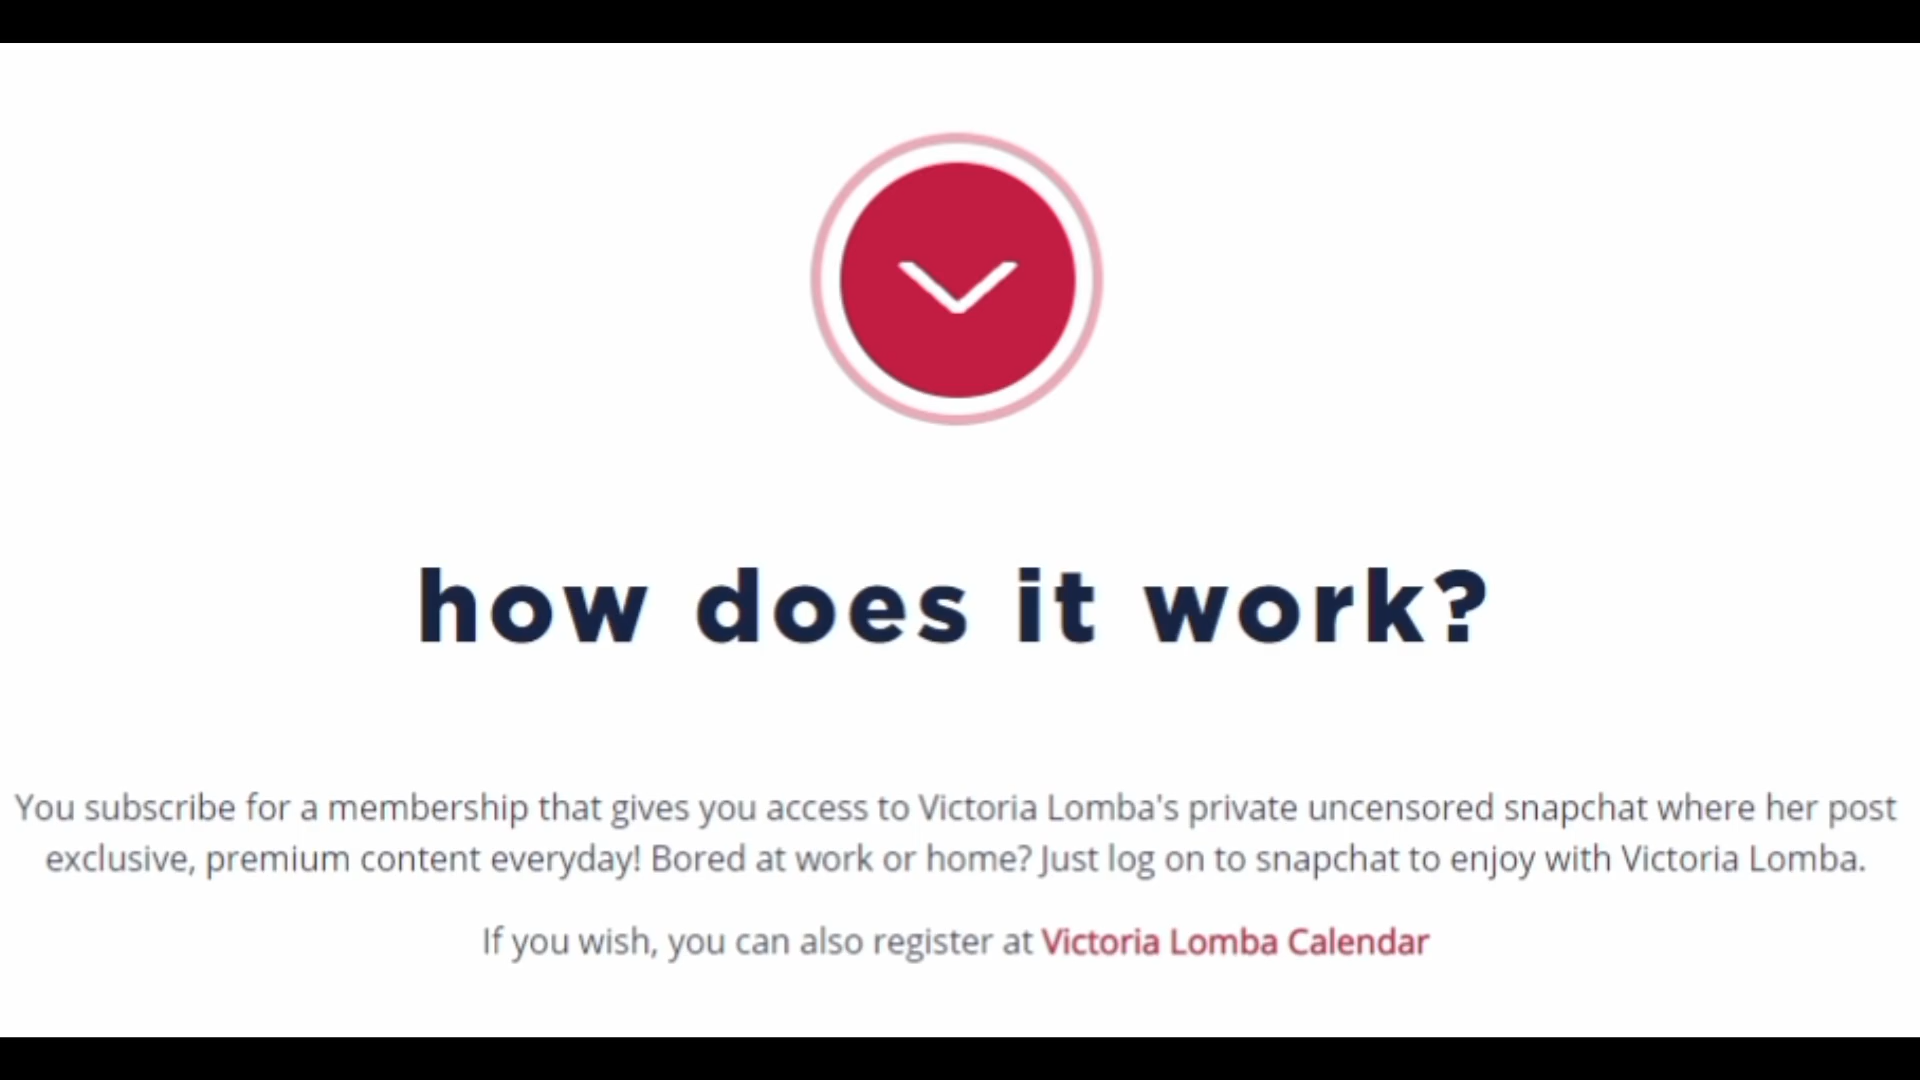 how does it work?
You subscribe for a membership that gives you access to Victoria Lomba's private uncensored snapchat where her post
exclusive, premium content everyday! Bored at work or home? Just log on to snapchat to enjoy with Victoria Lomba.
If you wish, you can also register at Victoria Lomba Calendar